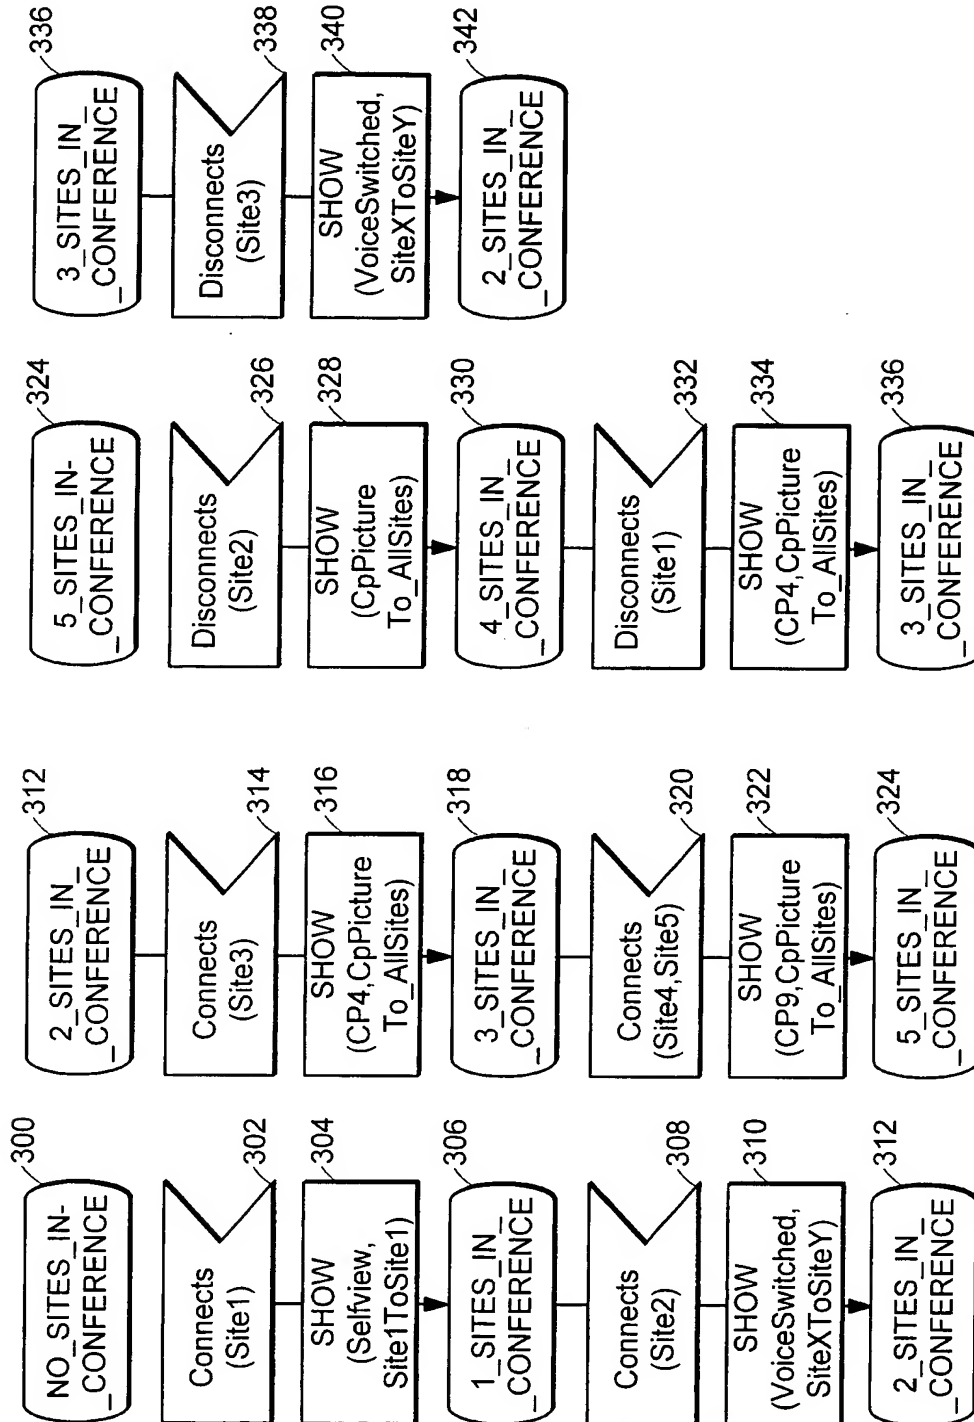 300
NO_SITES_IN-
_CONFERENCE
302
Connects
(Site1)
304
SHOW
(Selfview,
Site1ToSite1)
306
1_SITES_IN_
_CONFERENCE
308
Connects
(Site2)
310
SHOW
(VoiceSwitched,
SiteXToSiteY)
312
2_SITES_IN_
_CONFERENCE
312
2_SITES_IN_
_CONFERENCE
314
Connects
(Site3)
316
SHOW
(CP4,CpPicture
To_AllSites)
318
3_SITES_IN_
_CONFERENCE
320
Connects
(Site4,Site5)
322
SHOW
(CP9,CpPicture
To_AllSites)
324
5_SITES_IN_
_CONFERENCE
324
5_SITES_IN-
_CONFERENCE
326
Disconnects
(Site2)
328
SHOW
(CpPicture
To_AllSites)
330
4_SITES_IN_
_CONFERENCE
332
Disconnects
(Site1)
334
SHOW
(CP4,CpPicture
To_AllSites)
336
3_SITES_IN_
_CONFERENCE
336
3_SITES_IN_
_CONFERENCE
338
Disconnects
(Site3)
340
SHOW
(VoiceSwitched,
SiteXToSiteY)
342
2_SITES_IN_
_CONFERENCE